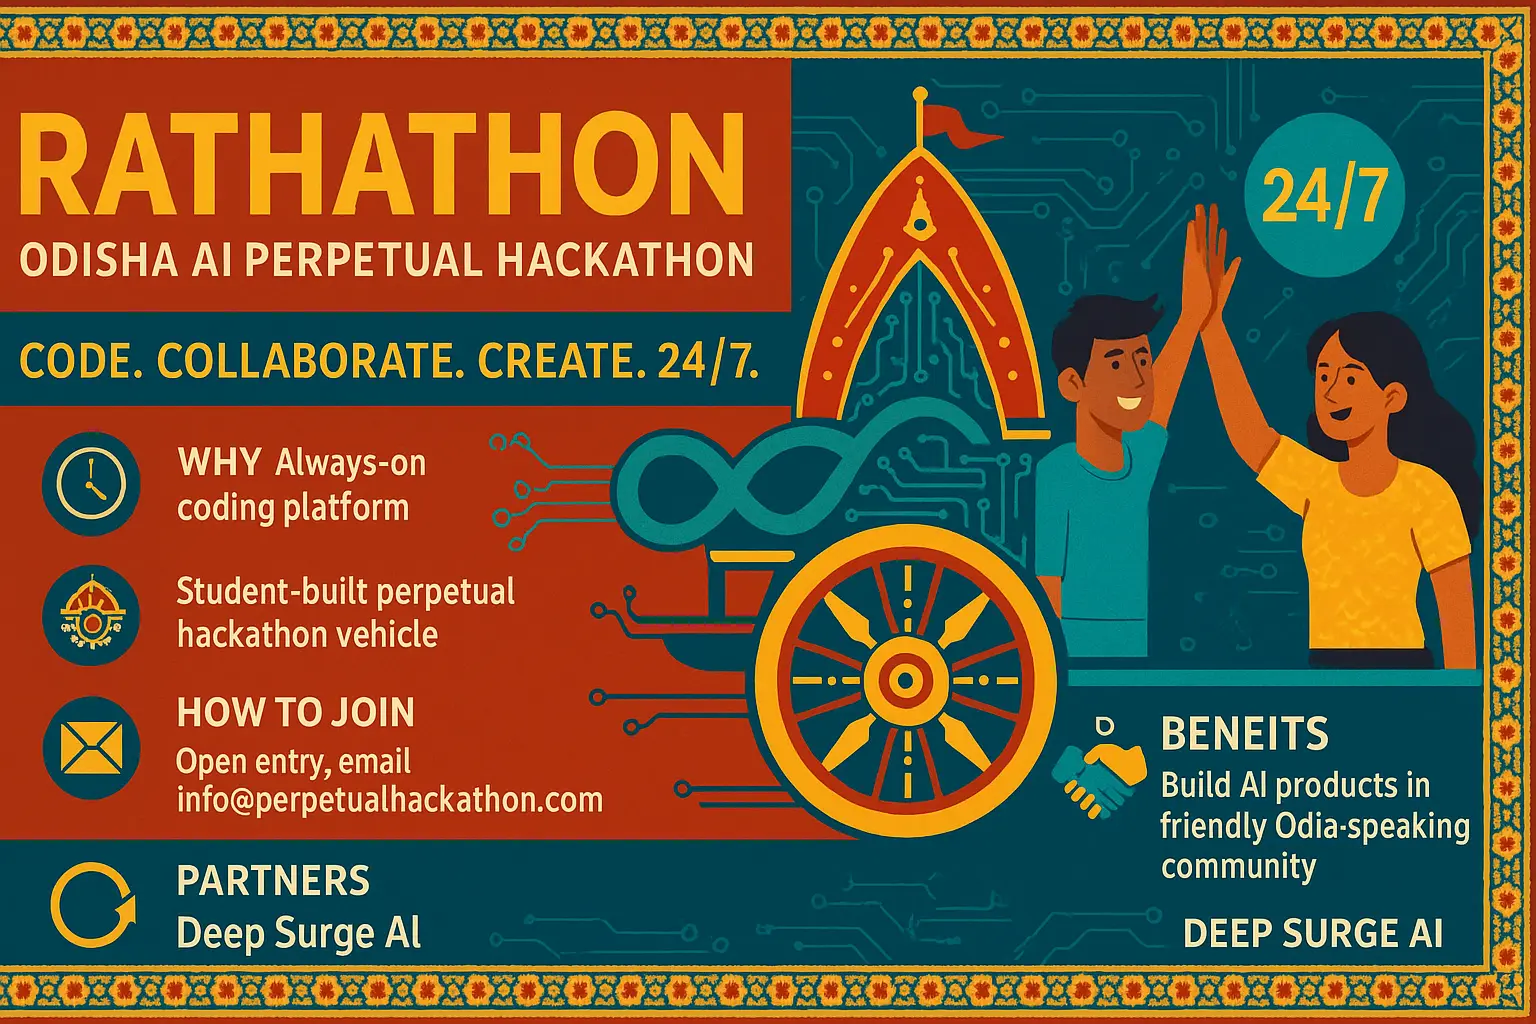 RATHATHON
ODISHA AI PERPETUAL HACKATHON
CODE. COLLABORATE. CREATE. 24/7.
24/7
WHY Always-on
coding platform
Student-built perpetual
hackathon vehicle
HOW TO JOIN
Open entry, email
info@perpetualhackathon.com
PARTNERS
Deep Surge AI
BENEITS
Build AI products in
friendly Odia-speaking
community
DEEP SURGE AI